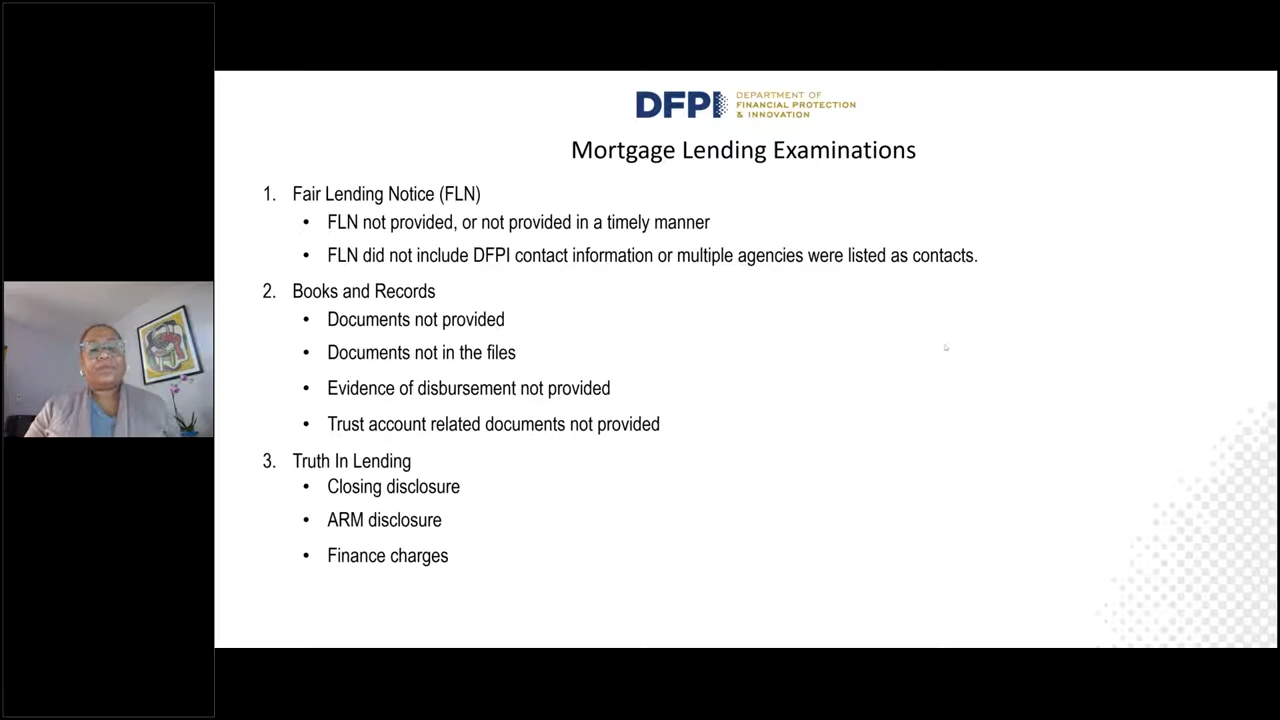 DFPI
DEPARTMENT OF
FINANCIAL PROTECTION
& INNOVATION
Mortgage Lending Examinations
1. Fair Lending Notice (FLN)
• FLN not provided, or not provided in a timely manner
• FLN did not include DFPI contact information or multiple agencies were listed as contacts.
2. Books and Records
• Documents not provided
• Documents not in the files
• Evidence of disbursement not provided
• Trust account related documents not provided
3. Truth In Lending
• Closing disclosure
• ARM disclosure
• Finance charges